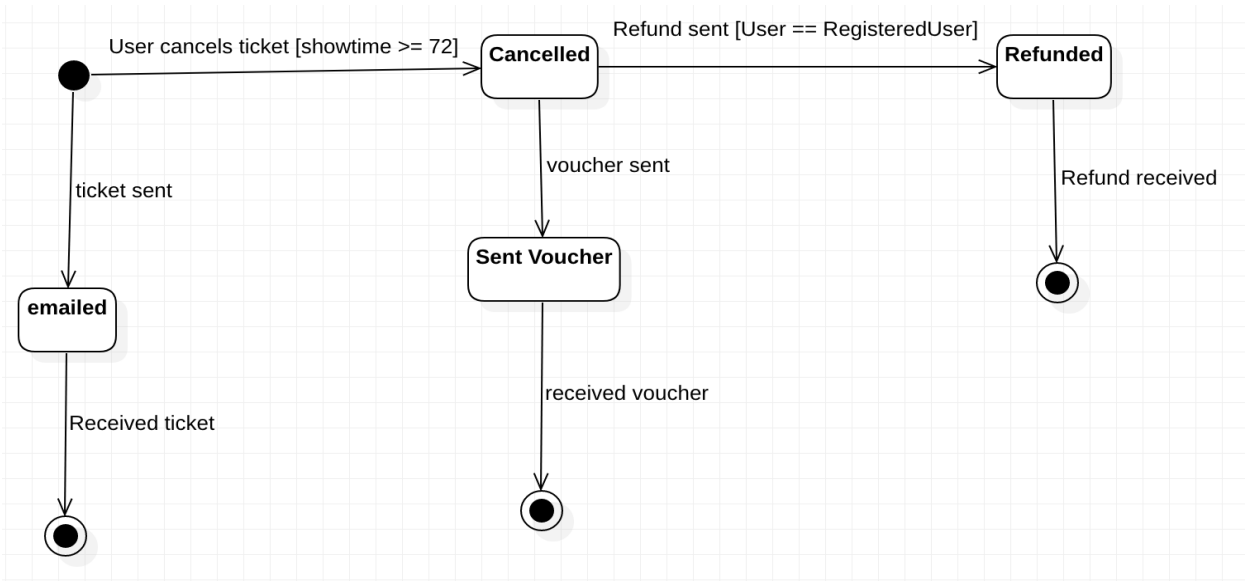 User cancels ticket [showtime >= 72]
Cancelled
Refund sent [User == RegisteredUser]
Refunded
ticket sent
voucher sent
Refund received
emailed
Sent Voucher
Received ticket
received voucher